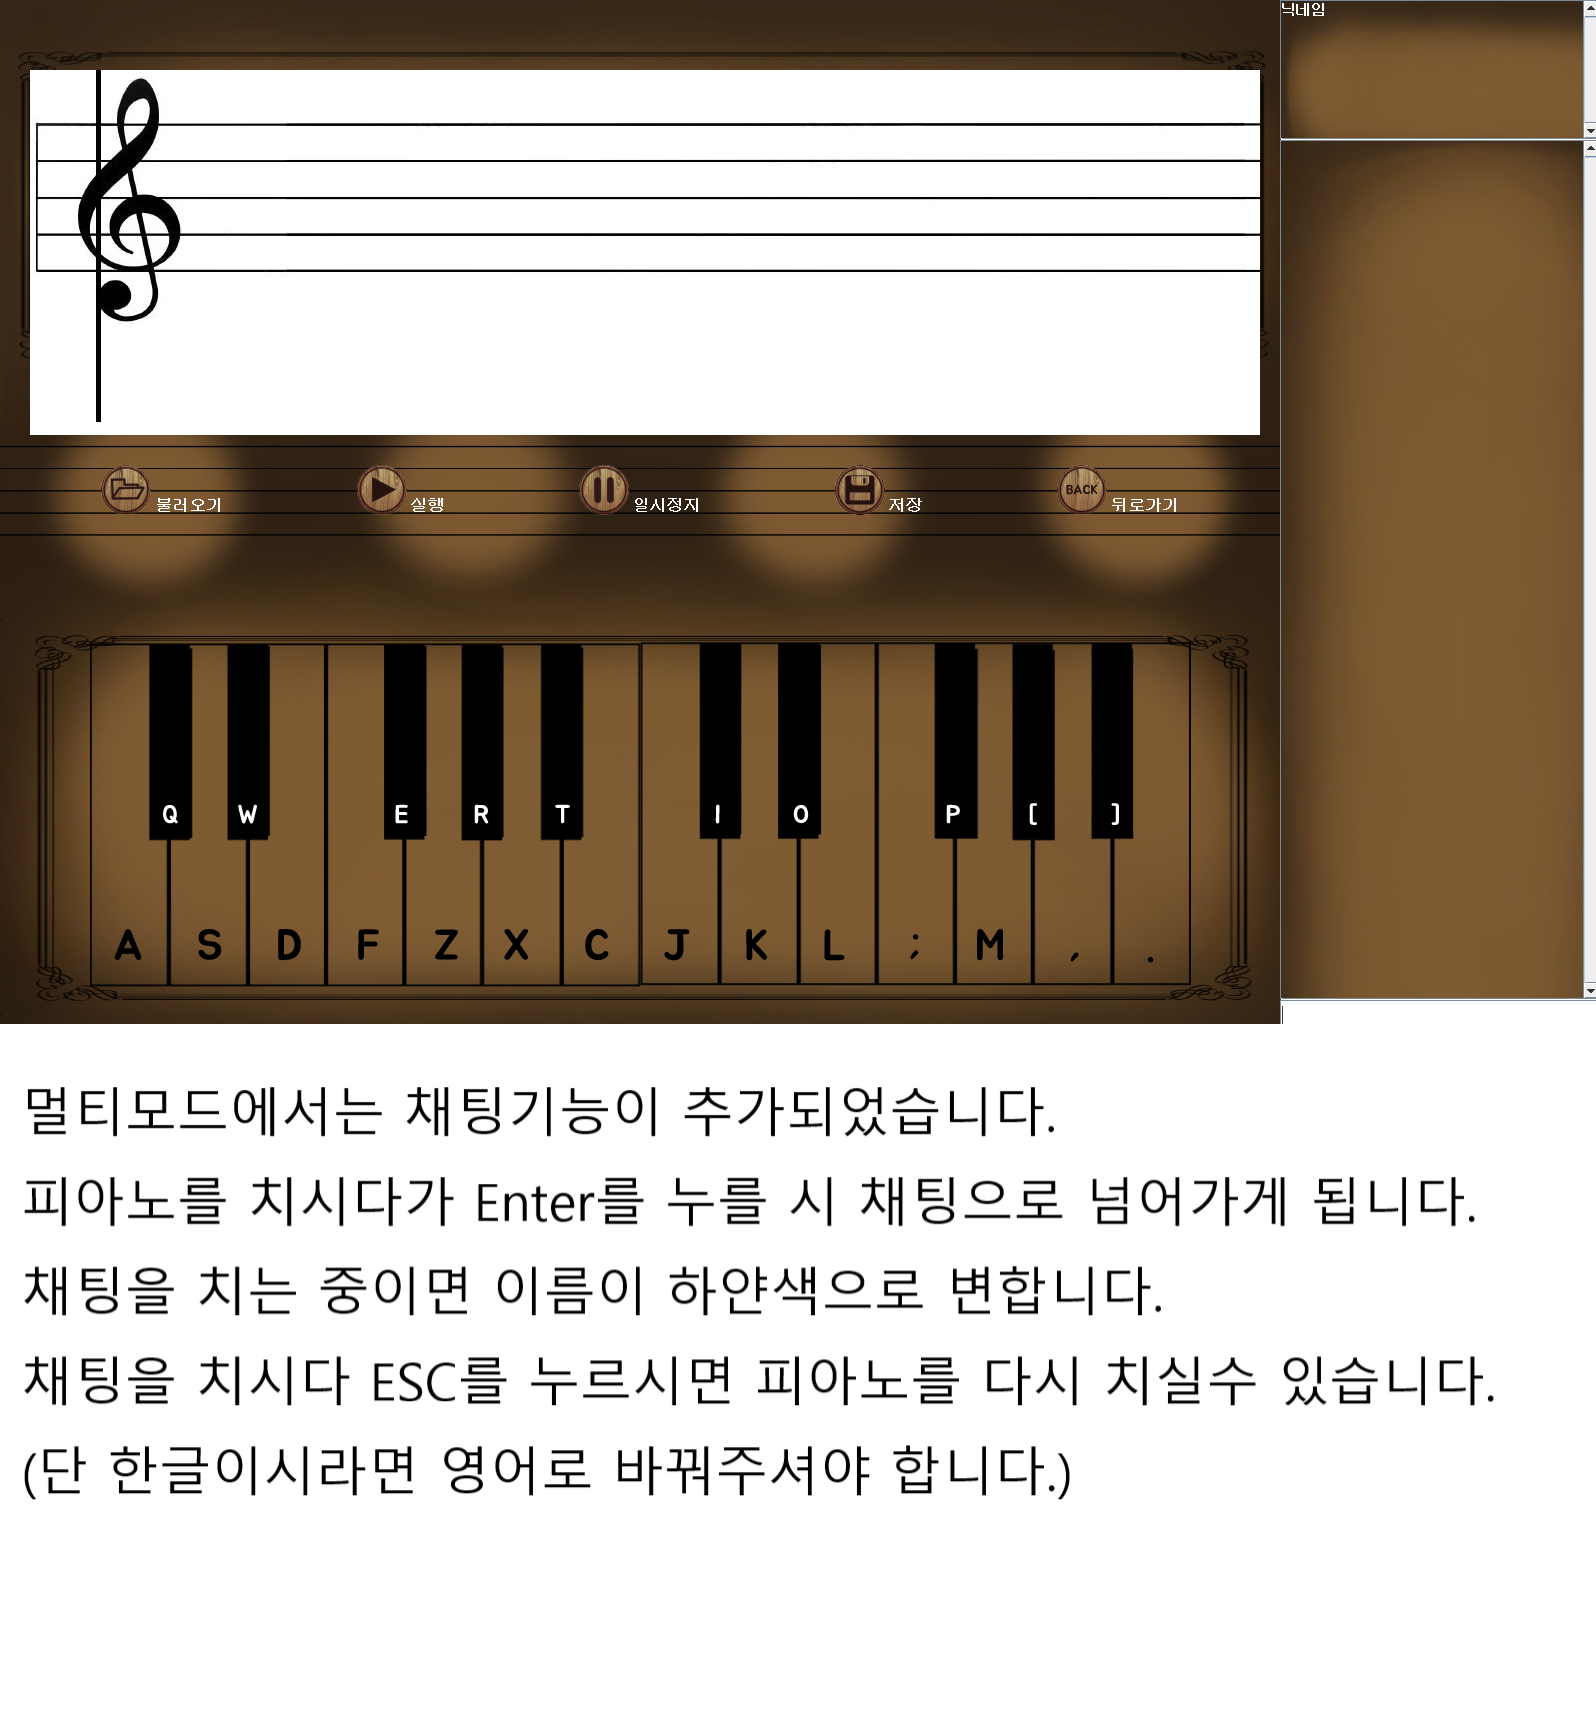 닉네임
불러오기 실행 일시정지 저장 BACK 뒤로가기
Q W E R T I O P [ ]
A S D F Z X C J K L ; M , .
멀티모드에서는 채팅기능이 추가되었습니다.
피아노를 치시다가 Enter를 누를 시 채팅으로 넘어가게 됩니다.
채팅을 치는 중이면 이름이 하얀색으로 변합니다.
채팅을 치시다 ESC를 누르시면 피아노를 다시 치실수 있습니다.
(단 한글이시라면 영어로 바꿔주셔야 합니다.)